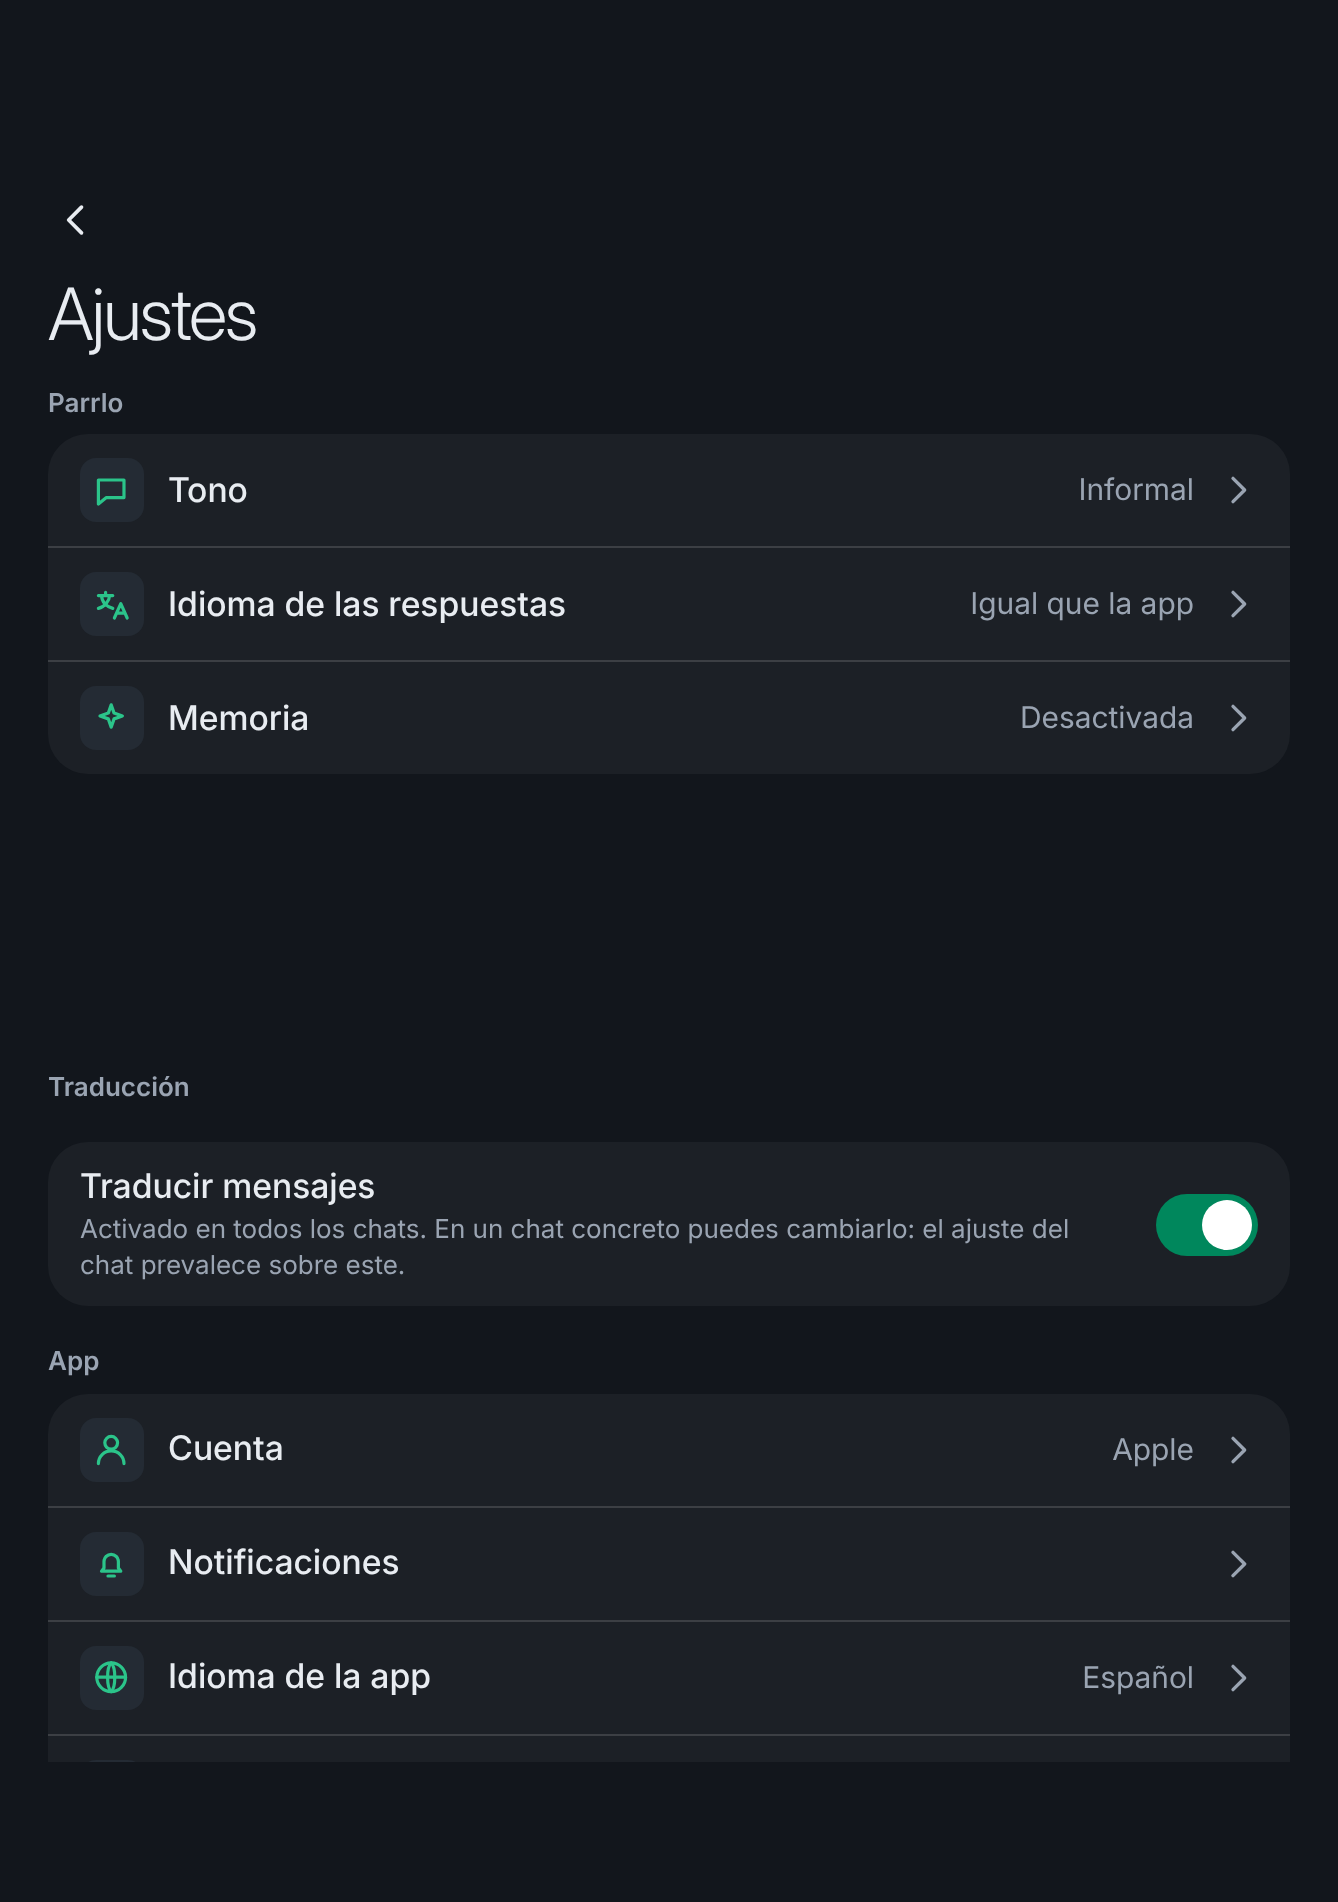 Ajustes
Parrlo
Tono
Informal
Idioma de las respuestas
Igual que la app
Memoria
Desactivada
Traducción
Traducir mensajes
Activado en todos los chats. En un chat concreto puedes cambiarlo: el ajuste del
chat prevalece sobre este.
App
Cuenta
Apple
Notificaciones
Idioma de la app
Español